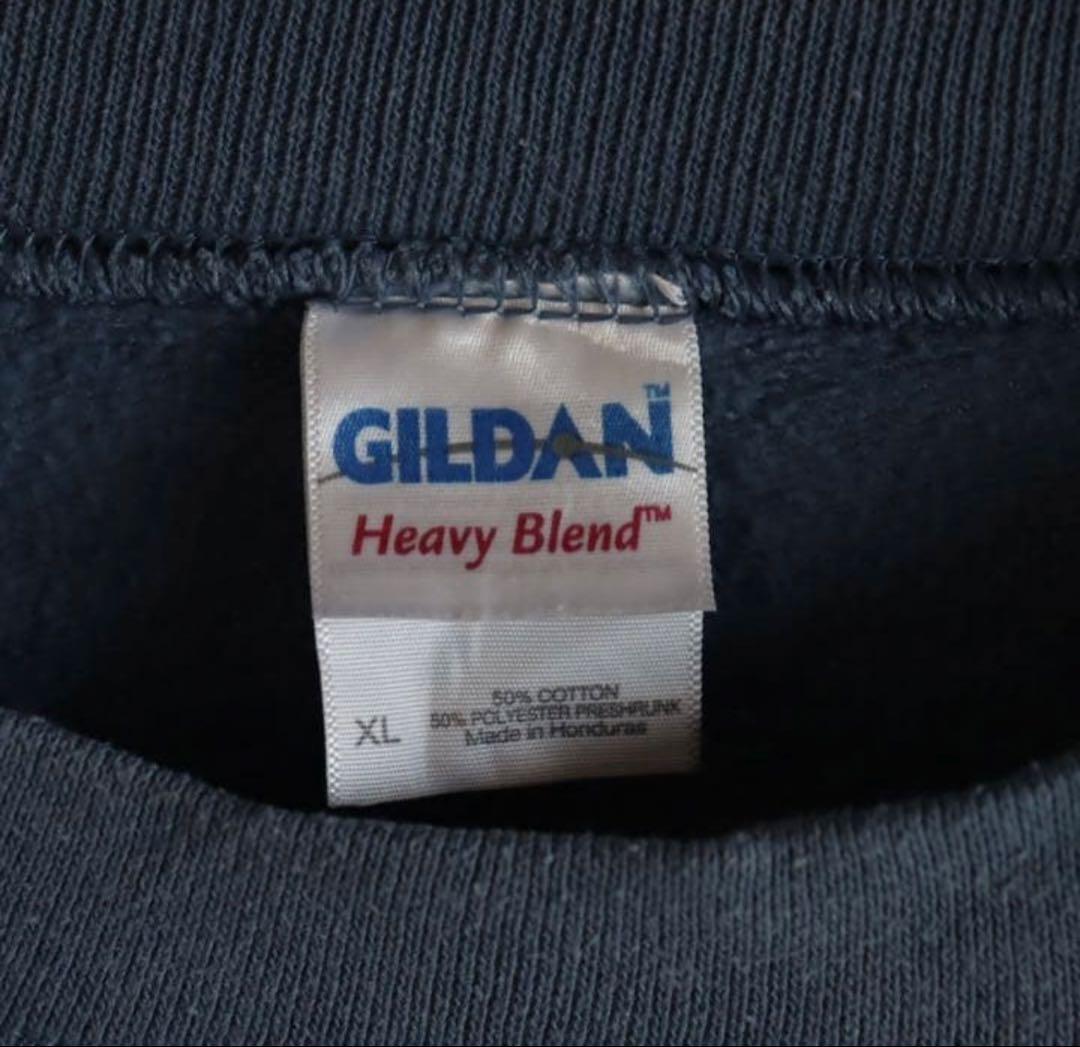 GILDAN™
Heavy Blend™
XL
50% COTTON
50% POLYESTER PRESHRUNK
Made in Honduras